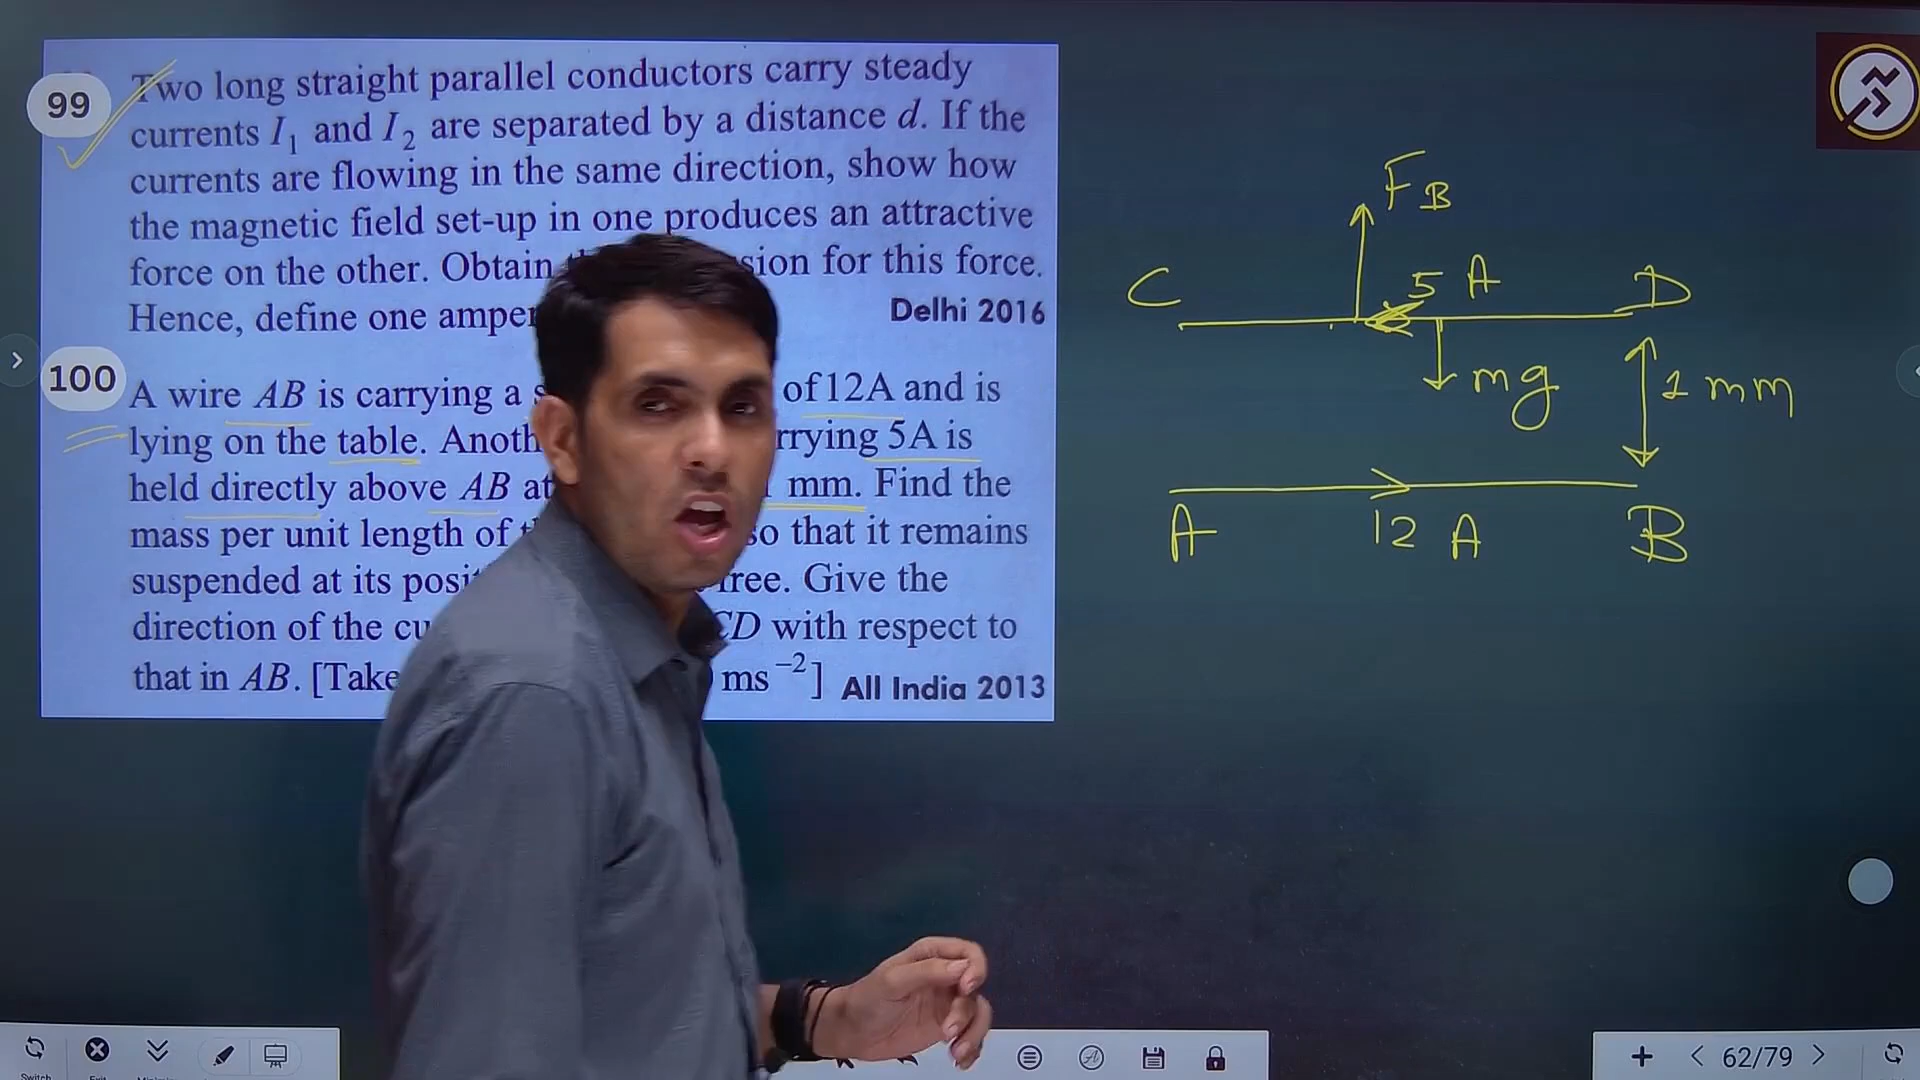 99
Two long straight parallel conductors carry steady
currents I1 and I2 are separated by a distance d. If the
currents are flowing in the same direction, show how
the magnetic field set-up in one produces an attractive
force on the other. Obtain sion for this force.
Hence, define one amper
Delhi 2016
100
A wire AB is carrying a s of 12A and is
lying on the table. Anoth rrying 5A is
held directly above AB at mm. Find the
mass per unit length of so that it remains
suspended at its posit free. Give the
direction of the cu CD with respect to
that in AB. [Take ms⁻²] All India 2013
FB
C 5 A D
mg 1 mm
A 12 A B
Switch Exit
62/79